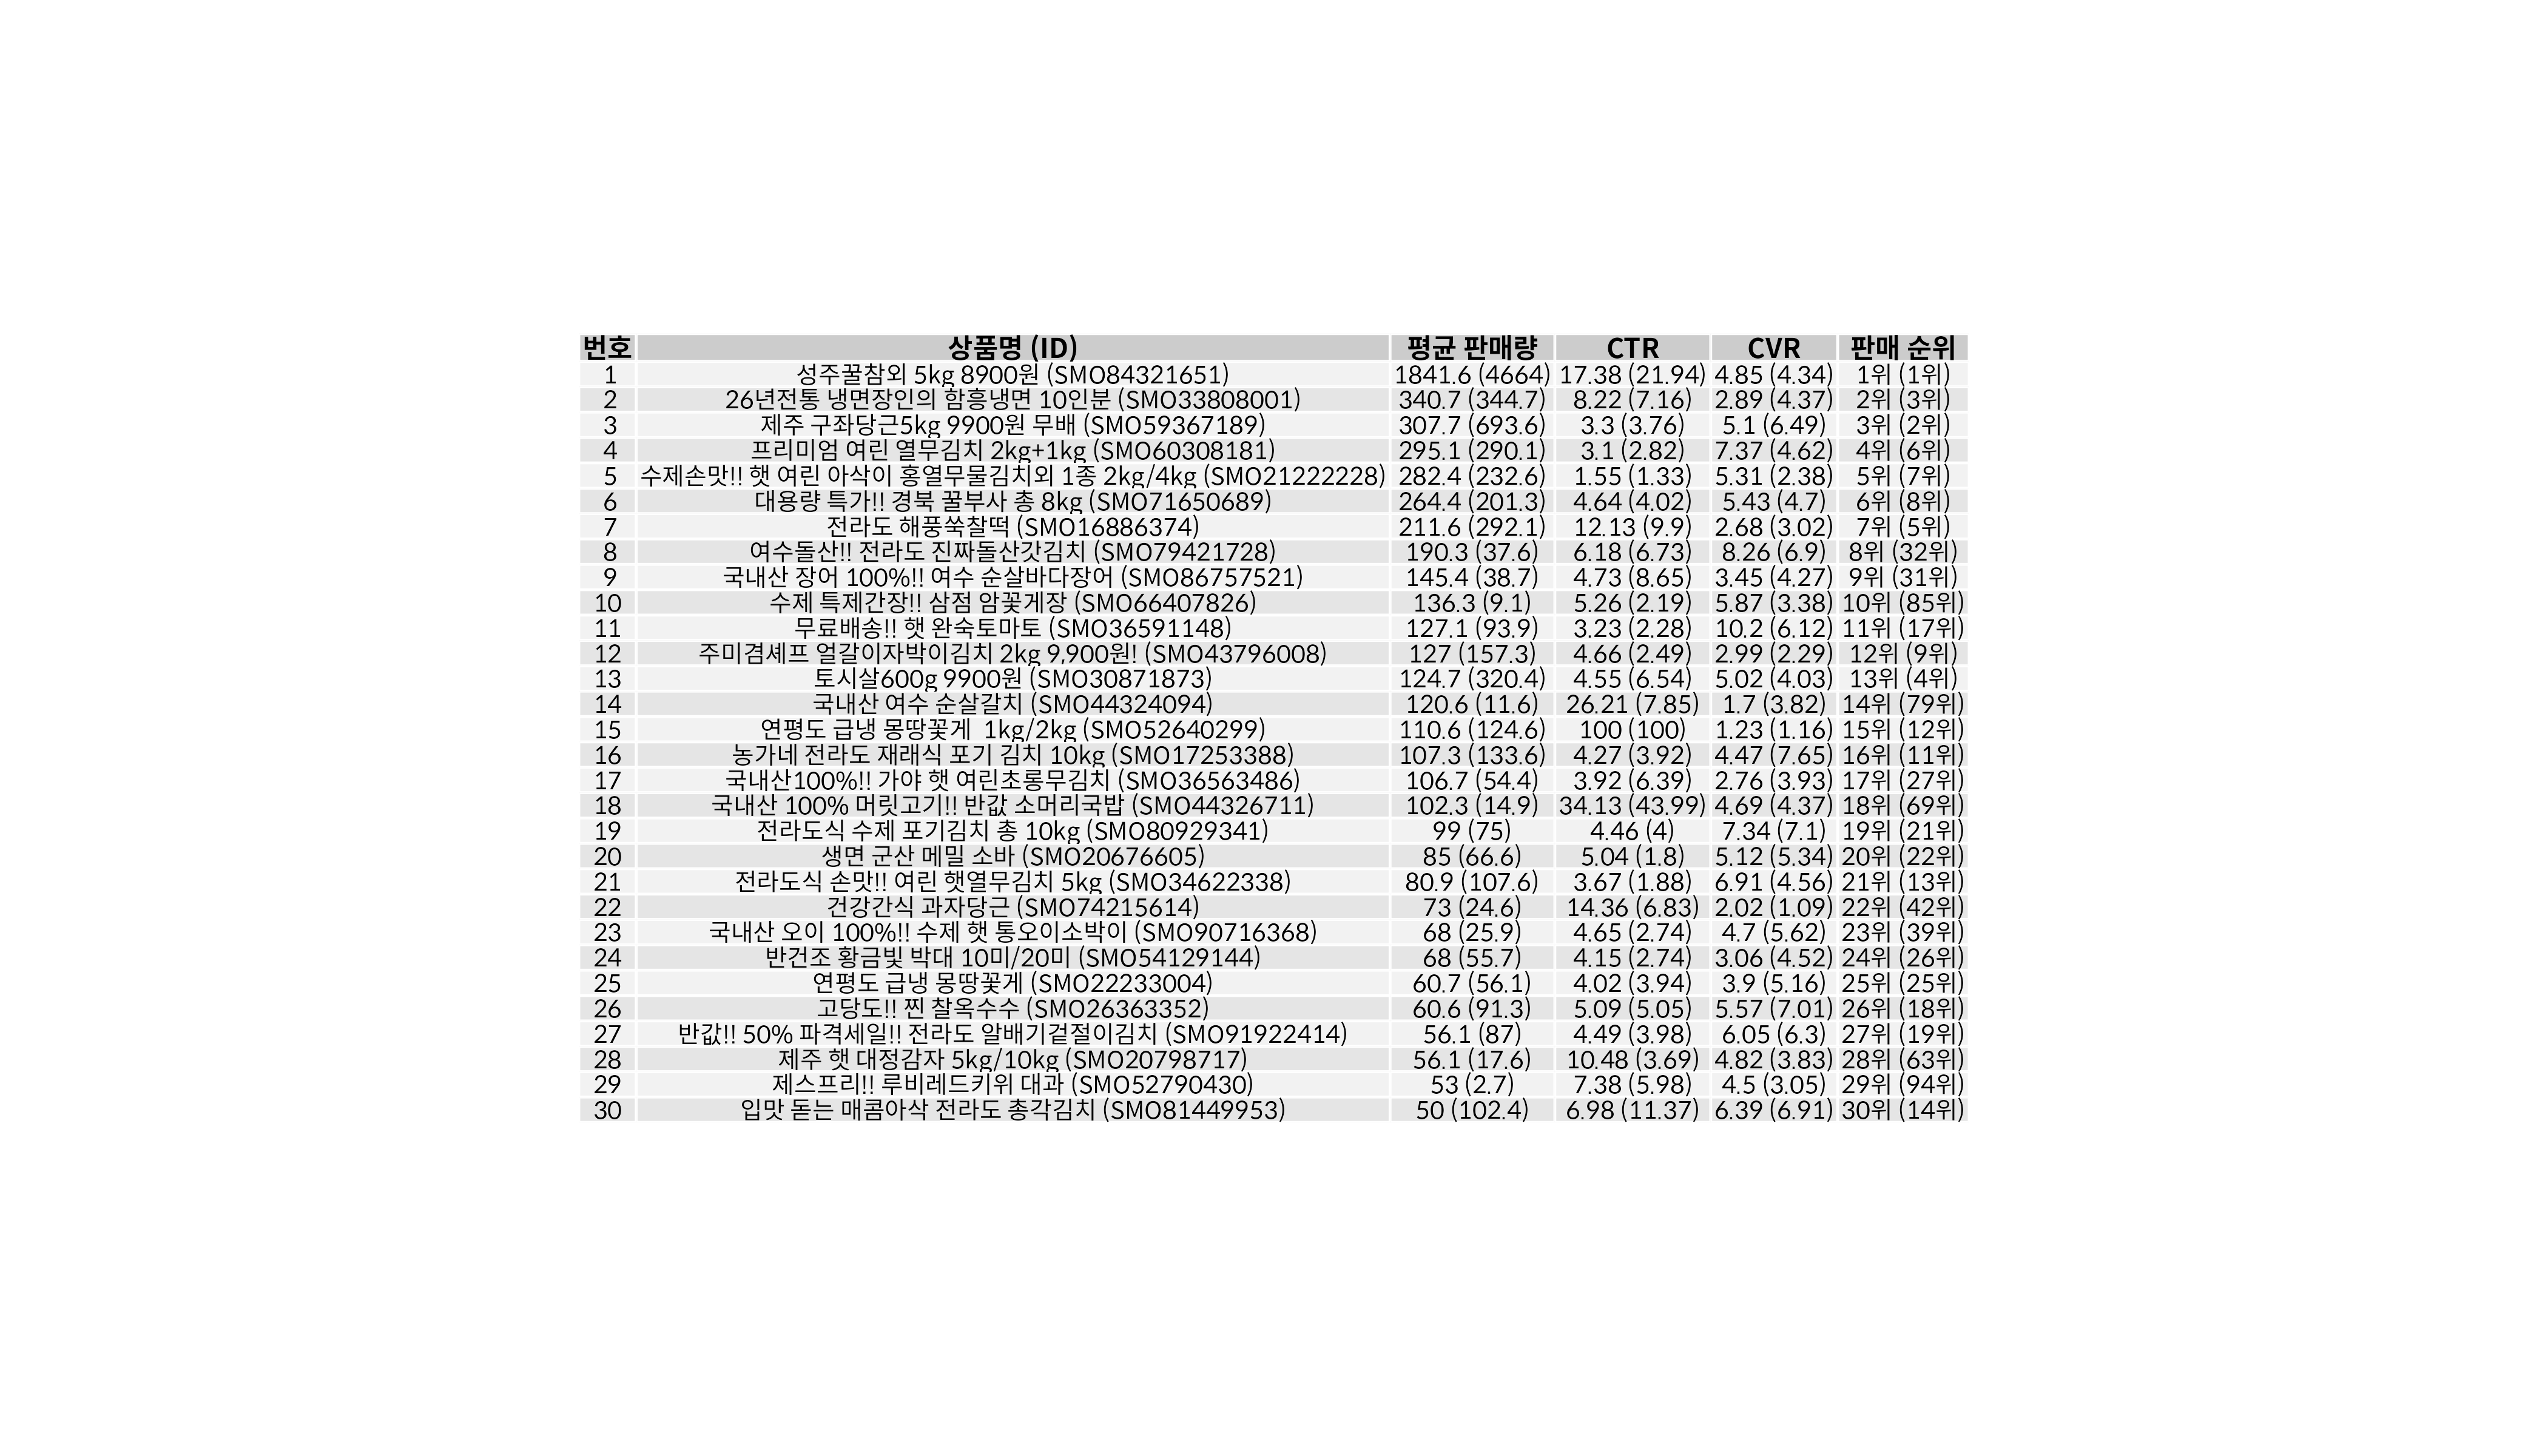 번호 상품명 (ID) 평균 판매량 CTR CVR 판매 순위
1 성주꿀참외 5kg 8900원 (SMO84321651) 1841.6 (4664) 17.38 (21.94) 4.85 (4.34) 1위 (1위)
2 26년전통 냉면장인의 함흥냉면 10인분 (SMO33808001) 340.7 (344.7) 8.22 (7.16) 2.89 (4.37) 2위 (3위)
3 제주 구좌당근5kg 9900원 무배 (SMO59367189) 307.7 (693.6) 3.3 (3.76) 5.1 (6.49) 3위 (2위)
4 프리미엄 여린 열무김치 2kg+1kg (SMO60308181) 295.1 (290.1) 3.1 (2.82) 7.37 (4.62) 4위 (6위)
5 수제손맛!! 햇 여린 아삭이 홍열무물김치외 1종 2kg/4kg (SMO21222228) 282.4 (232.6) 1.55 (1.33) 5.31 (2.38) 5위 (7위)
6 대용량 특가!! 경북 꿀부사 총 8kg (SMO71650689) 264.4 (201.3) 4.64 (4.02) 5.43 (4.7) 6위 (8위)
7 전라도 해풍쑥찰떡 (SMO16886374) 211.6 (292.1) 12.13 (9.9) 2.68 (3.02) 7위 (5위)
8 여수돌산!! 전라도 진짜돌산갓김치 (SMO79421728) 190.3 (37.6) 6.18 (6.73) 8.26 (6.9) 8위 (32위)
9 국내산 장어 100%!! 여수 순살바다장어 (SMO86757521) 145.4 (38.7) 4.73 (8.65) 3.45 (4.27) 9위 (31위)
10 수제 특제간장!! 삼점 암꽃게장 (SMO66407826) 136.3 (9.1) 5.26 (2.19) 5.87 (3.38) 10위 (85위)
11 무료배송!! 햇 완숙토마토 (SMO36591148) 127.1 (93.9) 3.23 (2.28) 10.2 (6.12) 11위 (17위)
12 주미겸셰프 얼갈이자박이김치 2kg 9,900원! (SMO43796008) 127 (157.3) 4.66 (2.49) 2.99 (2.29) 12위 (9위)
13 토시살600g 9900원 (SMO30871873) 124.7 (320.4) 4.55 (6.54) 5.02 (4.03) 13위 (4위)
14 국내산 여수 순살갈치 (SMO44324094) 120.6 (11.6) 26.21 (7.85) 1.7 (3.82) 14위 (79위)
15 연평도 급냉 몽땅꽃게  1kg/2kg (SMO52640299) 110.6 (124.6) 100 (100) 1.23 (1.16) 15위 (12위)
16 농가네 전라도 재래식 포기 김치 10kg (SMO17253388) 107.3 (133.6) 4.27 (3.92) 4.47 (7.65) 16위 (11위)
17 국내산100%!! 가야 햇 여린초롱무김치 (SMO36563486) 106.7 (54.4) 3.92 (6.39) 2.76 (3.93) 17위 (27위)
18 국내산 100% 머릿고기!! 반값 소머리국밥 (SMO44326711) 102.3 (14.9) 34.13 (43.99) 4.69 (4.37) 18위 (69위)
19 전라도식 수제 포기김치 총 10kg (SMO80929341) 99 (75) 4.46 (4) 7.34 (7.1) 19위 (21위)
20 생면 군산 메밀 소바 (SMO20676605) 85 (66.6) 5.04 (1.8) 5.12 (5.34) 20위 (22위)
21 전라도식 손맛!! 여린 햇열무김치 5kg (SMO34622338) 80.9 (107.6) 3.67 (1.88) 6.91 (4.56) 21위 (13위)
22 건강간식 과자당근 (SMO74215614) 73 (24.6) 14.36 (6.83) 2.02 (1.09) 22위 (42위)
23 국내산 오이 100%!! 수제 햇 통오이소박이 (SMO90716368) 68 (25.9) 4.65 (2.74) 4.7 (5.62) 23위 (39위)
24 반건조 황금빛 박대 10미/20미 (SMO54129144) 68 (55.7) 4.15 (2.74) 3.06 (4.52) 24위 (26위)
25 연평도 급냉 몽땅꽃게 (SMO22233004) 60.7 (56.1) 4.02 (3.94) 3.9 (5.16) 25위 (25위)
26 고당도!! 찐 찰옥수수 (SMO26363352) 60.6 (91.3) 5.09 (5.05) 5.57 (7.01) 26위 (18위)
27 반값!! 50% 파격세일!! 전라도 알배기겉절이김치 (SMO91922414) 56.1 (87) 4.49 (3.98) 6.05 (6.3) 27위 (19위)
28 제주 햇 대정감자 5kg/10kg (SMO20798717) 56.1 (17.6) 10.48 (3.69) 4.82 (3.83) 28위 (63위)
29 제스프리!! 루비레드키위 대과 (SMO52790430) 53 (2.7) 7.38 (5.98) 4.5 (3.05) 29위 (94위)
30 입맛 돋는 매콤아삭 전라도 총각김치 (SMO81449953) 50 (102.4) 6.98 (11.37) 6.39 (6.91) 30위 (14위)